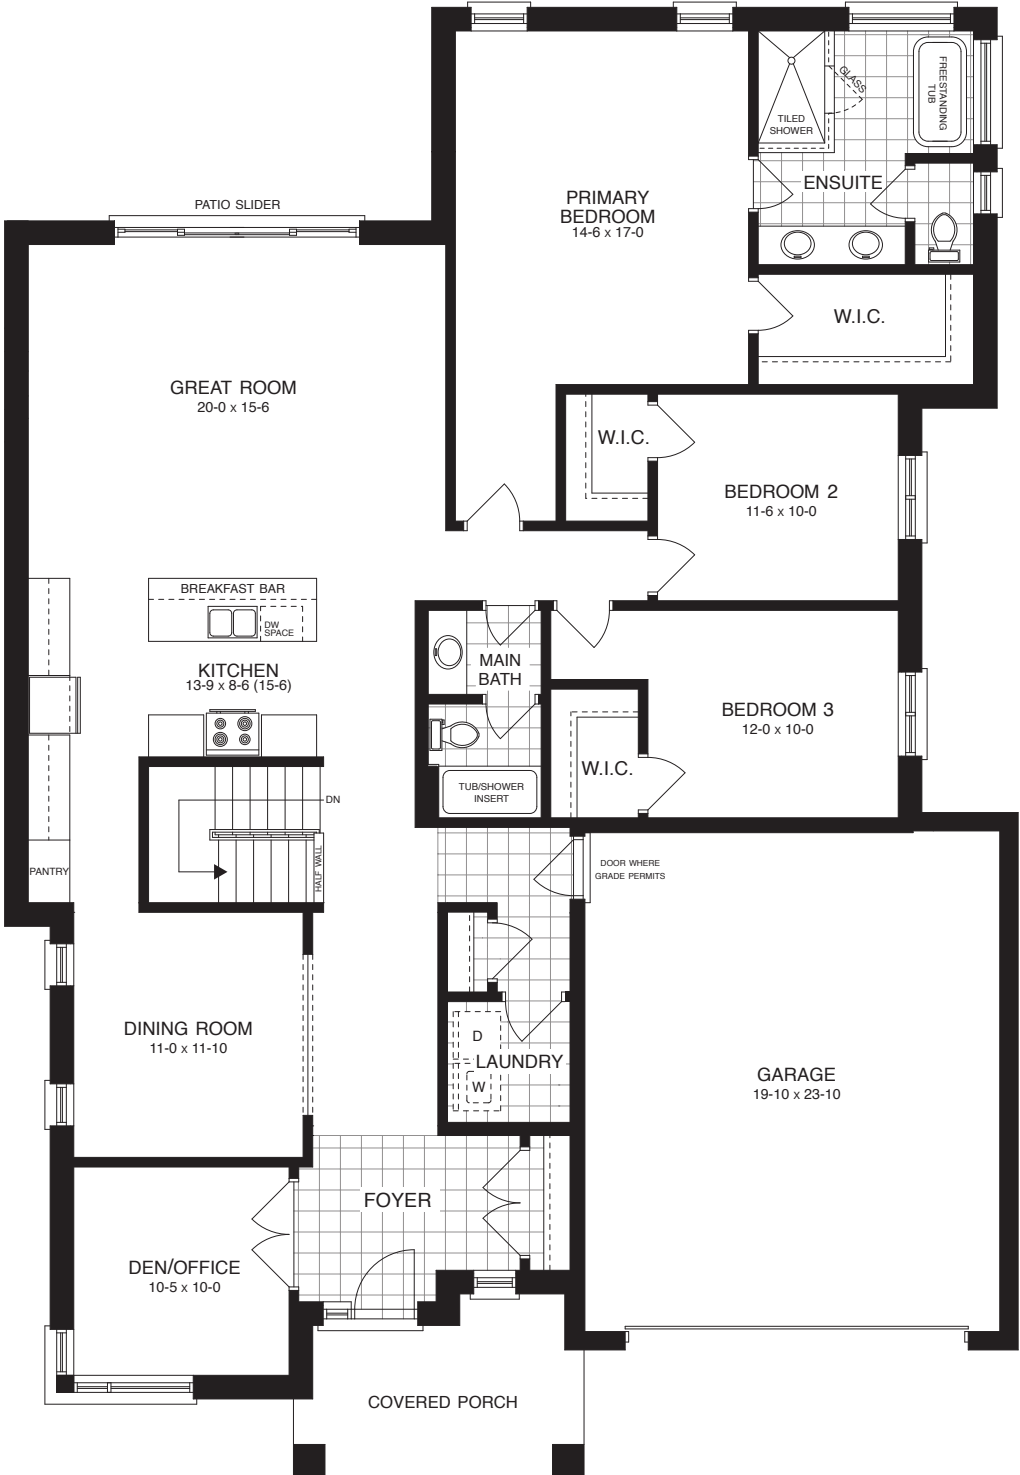 GLASS
FREESTANDING
TUB
TILED
SHOWER
ENSUITE
PATIO SLIDER
PRIMARY
BEDROOM
14-6 x 17-0
W.I.C.
GREAT ROOM
20-0 x 15-6
W.I.C.
BEDROOM 2
11-6 x 10-0
BREAKFAST BAR
DW
SPACE
KITCHEN
13-9 x 8-6 (15-6)
MAIN
BATH
BEDROOM 3
12-0 x 10-0
W.I.C.
TUB/SHOWER
INSERT
DN
HALF WALL
PANTRY
DOOR WHERE
GRADE PERMITS
DINING ROOM
11-0 x 11-10
D
LAUNDRY
W
GARAGE
19-10 x 23-10
FOYER
DEN/OFFICE
10-5 x 10-0
COVERED PORCH